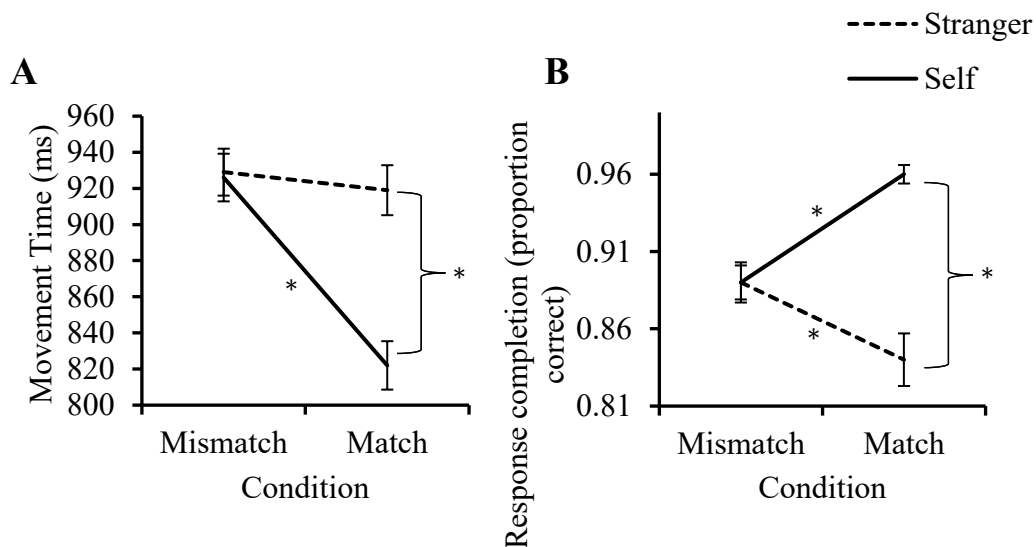 Stranger
Self
A
B
Movement Time (ms)
960
940
920
900
880
860
840
820
800
*
*
Mismatch
Match
Condition
Response completion (proportion
correct)
0.96
0.91
0.86
0.81
*
*
*
Mismatch
Match
Condition